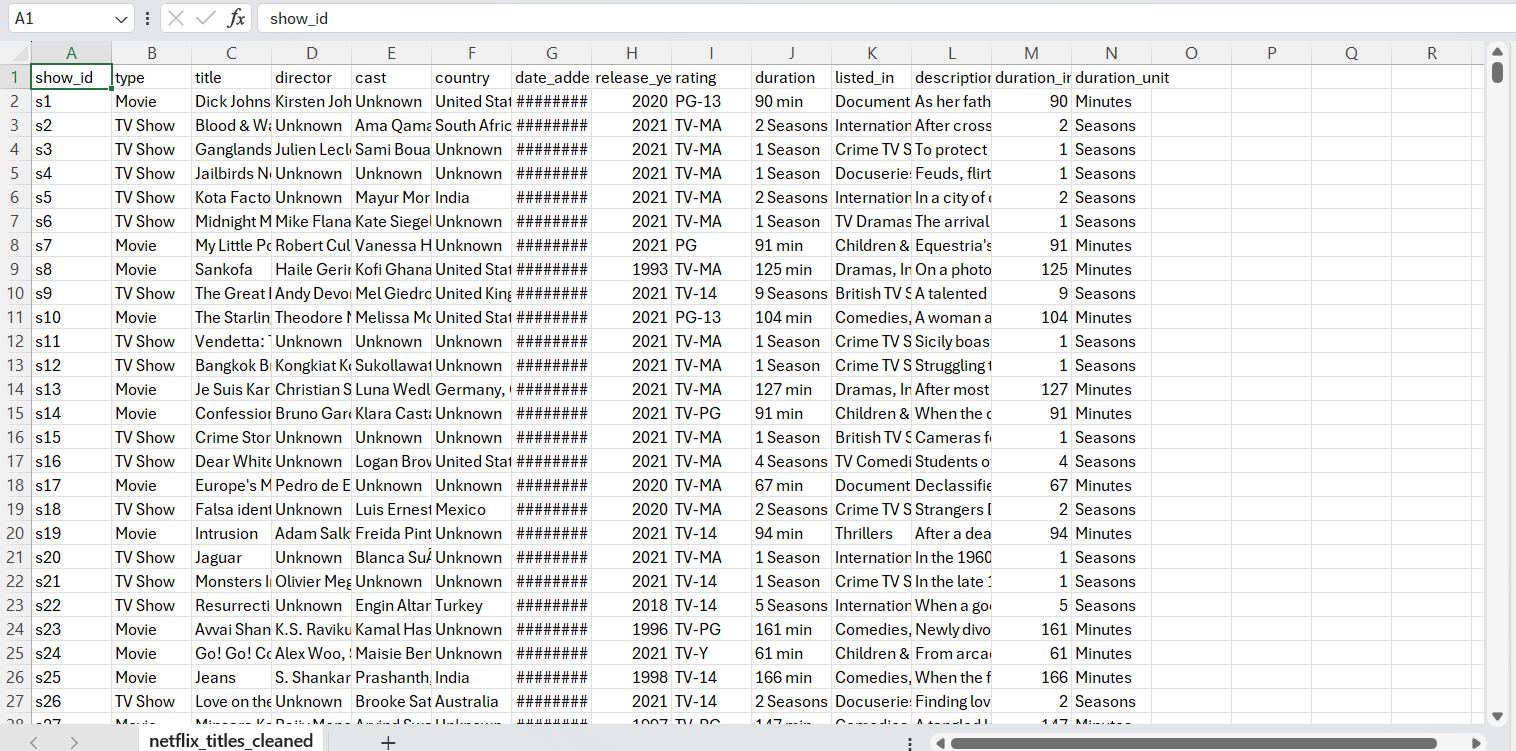 A1 fx show_id
A B C D E F G H I J K L M N O P Q R
1 show_id type title director cast country date_adde release_ye rating duration listed_in description duration_in duration_unit
2 s1 Movie Dick Johns Kirsten Joh Unknown United Stat ######## 2020 PG-13 90 min Document As her fath 90 Minutes
3 s2 TV Show Blood & Wa Unknown Ama Qama South Afric ######## 2021 TV-MA 2 Seasons Internation After cross 2 Seasons
4 s3 TV Show Ganglands Julien Lecle Sami Boua Unknown ######## 2021 TV-MA 1 Season Crime TV S To protect 1 Seasons
5 s4 TV Show Jailbirds Ne Unknown Unknown Unknown ######## 2021 TV-MA 1 Season Docuserie Feuds, flirt 1 Seasons
6 s5 TV Show Kota Facto Unknown Mayur Mor India ######## 2021 TV-MA 2 Seasons Internation In a city of c 2 Seasons
7 s6 TV Show Midnight M Mike Flana Kate Siegel Unknown ######## 2021 TV-MA 1 Season TV Dramas The arrival 1 Seasons
8 s7 Movie My Little Po Robert Cul Vanessa H Unknown ######## 2021 PG 91 min Children & Equestria's 91 Minutes
9 s8 Movie Sankofa Haile Gerin Kofi Ghana United Stat ######## 1993 TV-MA 125 min Dramas, In On a photo 125 Minutes
10 s9 TV Show The Great Andy Devo Mel Giedro United King ######## 2021 TV-14 9 Seasons British TV S A talented 9 Seasons
11 s10 Movie The Starlin Theodore Melissa Mc United Stat ######## 2021 PG-13 104 min Comedies, A woman a 104 Minutes
12 s11 TV Show Vendetta: Unknown Unknown Unknown ######## 2021 TV-MA 1 Season Crime TV S Sicily boas 1 Seasons
13 s12 TV Show Bangkok B Kongkiat Ko Sukollawat Unknown ######## 2021 TV-MA 1 Season Crime TV S Struggling t 1 Seasons
14 s13 Movie Je Suis Kar Christian S Luna Wedl Germany, ######## 2021 TV-MA 127 min Dramas, In After most 127 Minutes
15 s14 Movie Confession Bruno Garo Klara Casta Unknown ######## 2021 TV-PG 91 min Children & When the c 91 Minutes
16 s15 TV Show Crime Stor Unknown Unknown Unknown ######## 2021 TV-MA 1 Season British TV S Cameras fo 1 Seasons
17 s16 TV Show Dear White Unknown Logan Brow United Stat ######## 2021 TV-MA 4 Seasons TV Comedi Students o 4 Seasons
18 s17 Movie Europe's M Pedro de E Unknown Unknown ######## 2020 TV-MA 67 min Document Declassifie 67 Minutes
19 s18 TV Show Falsa ident Unknown Luis Ernest Mexico ######## 2020 TV-MA 2 Seasons Crime TV S Strangers D 2 Seasons
20 s19 Movie Intrusion Adam Salk Freida Pint Unknown ######## 2021 TV-14 94 min Thrillers After a dea 94 Minutes
21 s20 TV Show Jaguar Unknown Blanca SuÃ Unknown ######## 2021 TV-MA 1 Season Internation In the 1960 1 Seasons
22 s21 TV Show Monsters In Olivier Meg Unknown Unknown ######## 2021 TV-14 1 Season Crime TV S In the late 1 1 Seasons
23 s22 TV Show Resurrecti Unknown Engin Altan Turkey ######## 2018 TV-14 5 Seasons Internation When a goo 5 Seasons
24 s23 Movie Avvai Shan K.S. Raviku Kamal Has Unknown ######## 1996 TV-PG 161 min Comedies, Newly divo 161 Minutes
25 s24 Movie Go! Go! Co Alex Woo, Maisie Ben Unknown ######## 2021 TV-Y 61 min Children & From arca 61 Minutes
26 s25 Movie Jeans S. Shankar Prashanth, India ######## 1998 TV-14 166 min Comedies, When the f 166 Minutes
27 s26 TV Show Love on the Unknown Brooke Sat Australia ######## 2021 TV-14 2 Seasons Docuserie Finding lov 2 Seasons
netflix_titles_cleaned